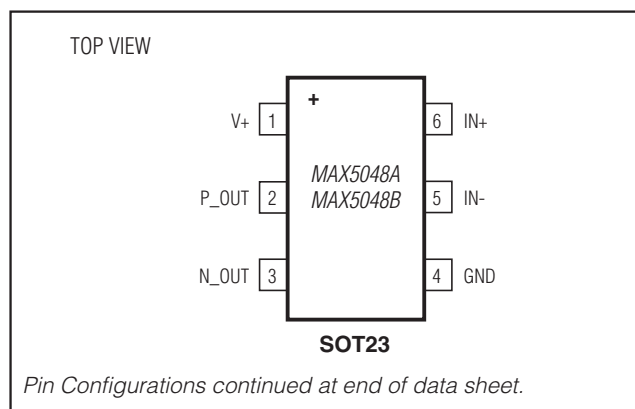 TOP VIEW
+
V+ 1
6 IN+
MAX5048A
MAX5048B
P_OUT 2
5 IN-
N_OUT 3
4 GND
SOT23
Pin Configurations continued at end of data sheet.